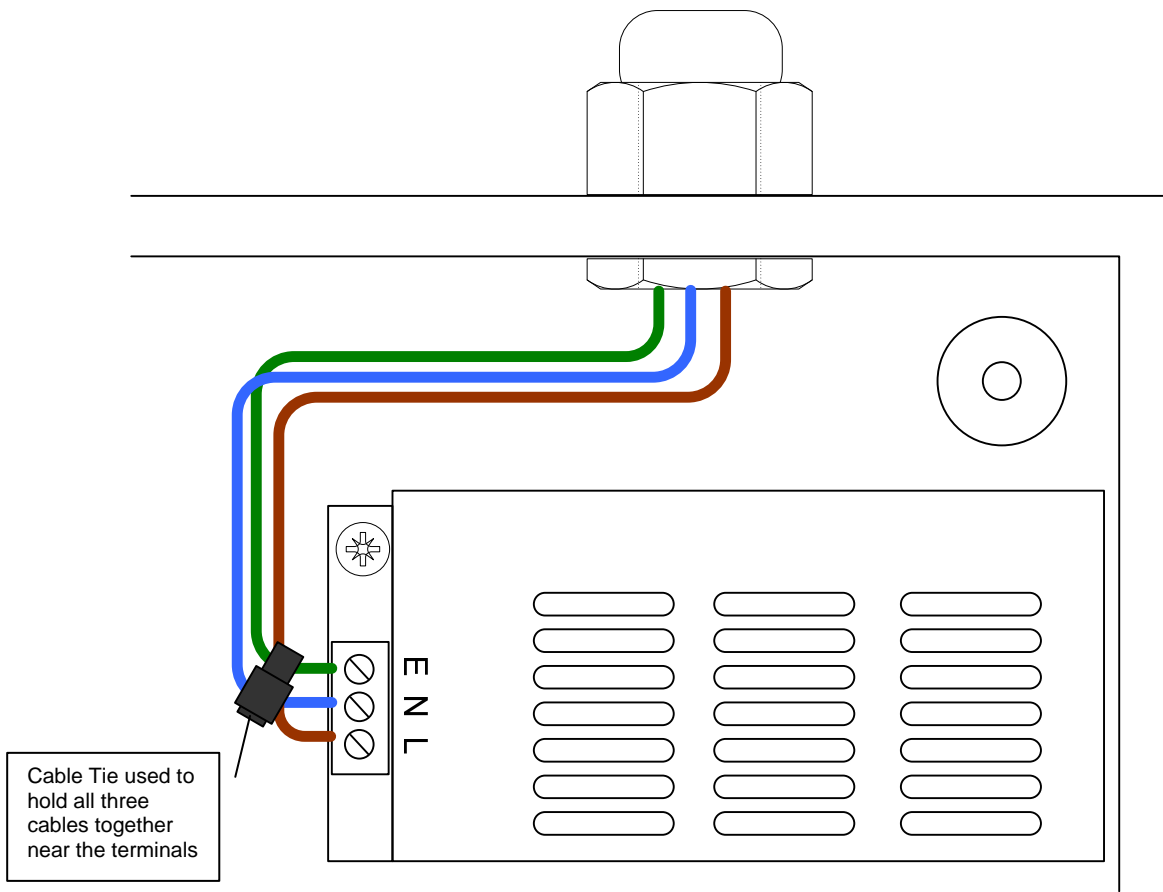 E
N
L
Cable Tie used to
hold all three
cables together
near the terminals